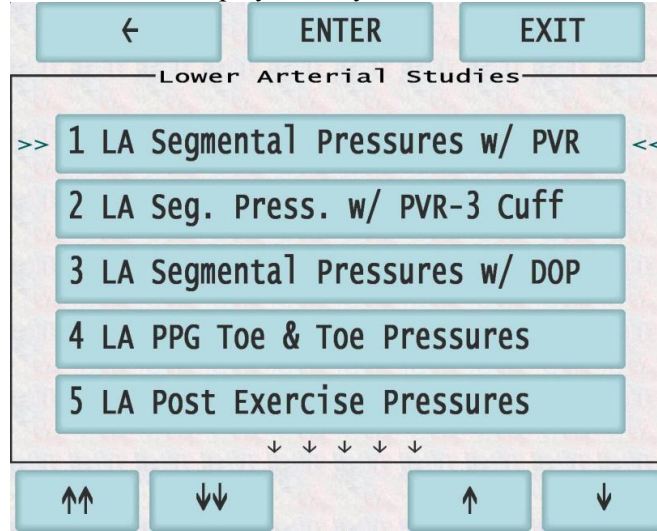 ← ENTER EXIT
Lower Arterial Studies
>> 1 LA Segmental Pressures w/ PVR <<
2 LA Seg. Press. w/ PVR-3 Cuff
3 LA Segmental Pressures w/ DOP
4 LA PPG Toe & Toe Pressures
5 LA Post Exercise Pressures
↓ ↓ ↓ ↓ ↓
↑↑ ↓↓ ↑ ↓